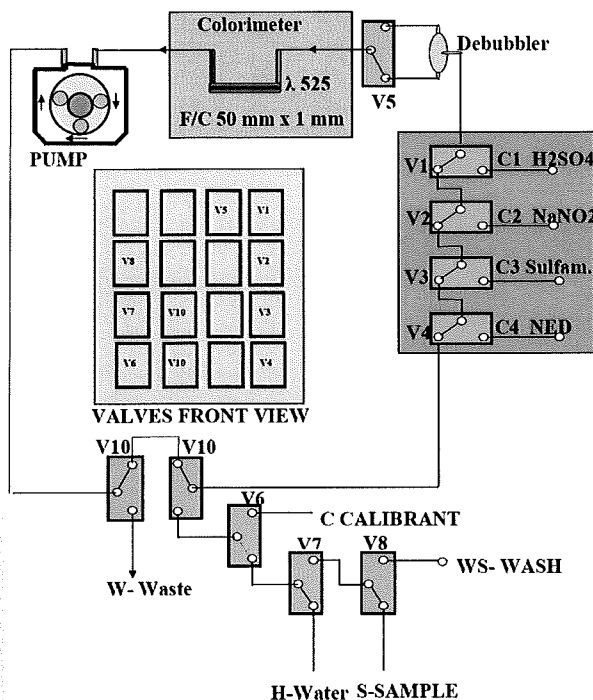 Colorimeter
λ 525
F/C 50 mm x 1 mm
PUMP
Debubbler
V5
V1 C1 H2SO4
V2 C2 NaNO2
V3 C3 Sulfam.
V4 C4 NED
V5 V1
V8 V2
V7 V10 V3
V6 V10 V4
VALVES FRONT VIEW
V10 V10
V6
C CALIBRANT
V7 V8
WS- WASH
W- Waste
H-Water S-SAMPLE